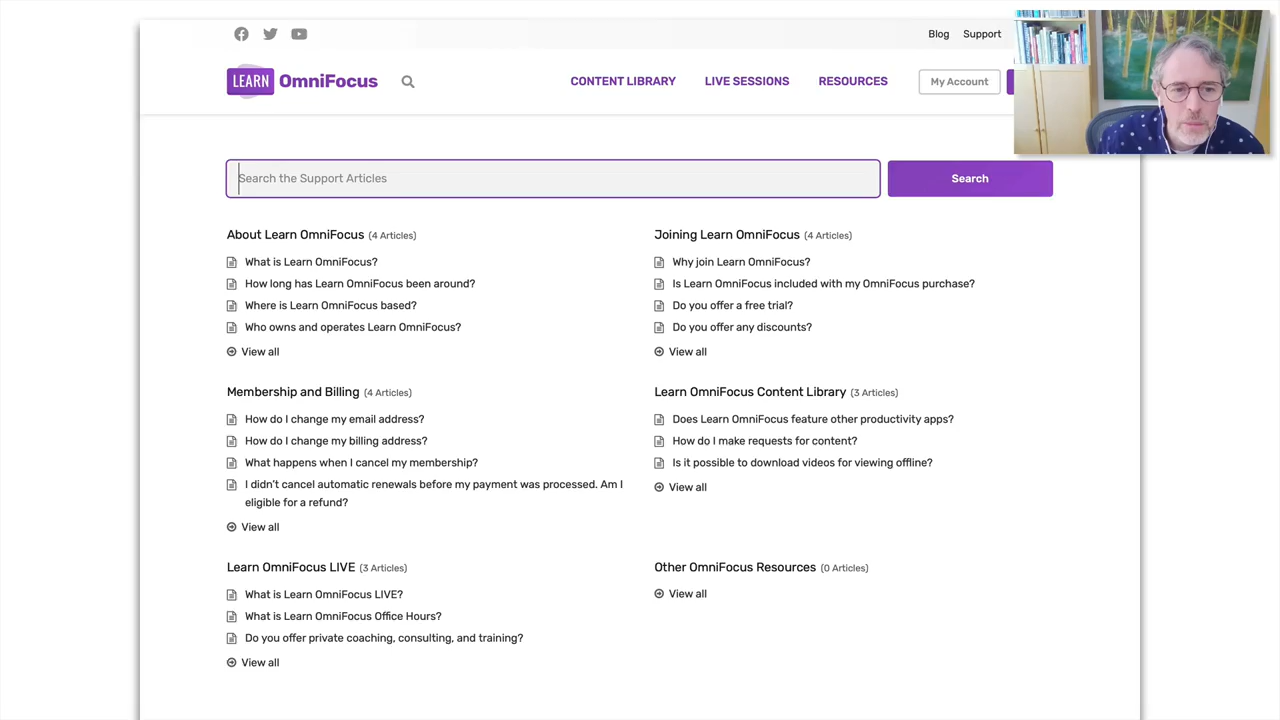 Blog Support
LEARN OmniFocus
CONTENT LIBRARY LIVE SESSIONS RESOURCES My Account
Search the Support Articles Search
About Learn OmniFocus (4 Articles)
What is Learn OmniFocus?
How long has Learn OmniFocus been around?
Where is Learn OmniFocus based?
Who owns and operates Learn OmniFocus?
View all
Joining Learn OmniFocus (4 Articles)
Why join Learn OmniFocus?
Is Learn OmniFocus included with my OmniFocus purchase?
Do you offer a free trial?
Do you offer any discounts?
View all
Membership and Billing (4 Articles)
How do I change my email address?
How do I change my billing address?
What happens when I cancel my membership?
I didn't cancel automatic renewals before my payment was processed. Am I
eligible for a refund?
View all
Learn OmniFocus Content Library (3 Articles)
Does Learn OmniFocus feature other productivity apps?
How do I make requests for content?
Is it possible to download videos for viewing offline?
View all
Learn OmniFocus LIVE (3 Articles)
What is Learn OmniFocus LIVE?
What is Learn OmniFocus Office Hours?
Do you offer private coaching, consulting, and training?
View all
Other OmniFocus Resources (0 Articles)
View all